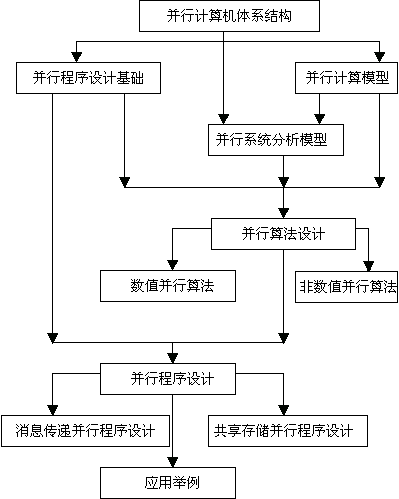 并行计算机体系结构
并行程序设计基础
并行计算模型
并行系统分析模型
并行算法设计
数值并行算法
非数值并行算法
并行程序设计
消息传递并行程序设计
共享存储并行程序设计
应用举例